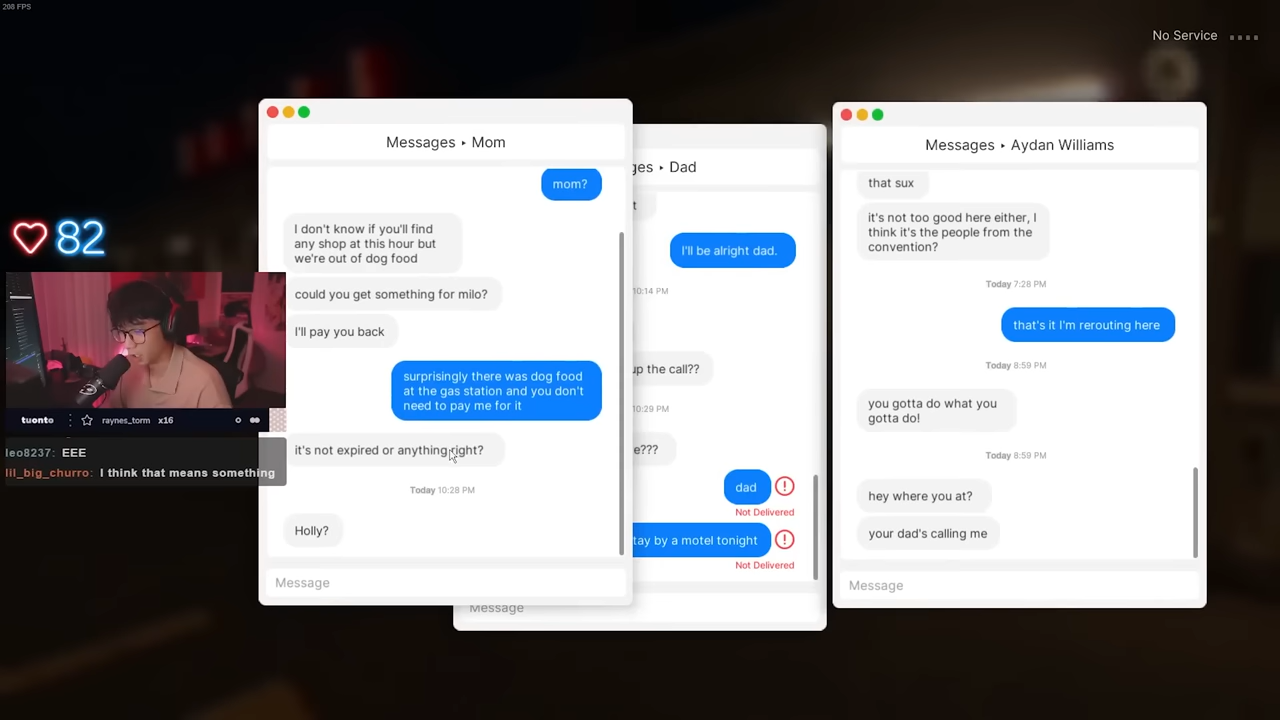 208 FPS
No Service
Messages ▸ Mom
mom?
I don't know if you'll find
any shop at this hour but
we're out of dog food
could you get something for milo?
I'll pay you back
surprisingly there was dog food
at the gas station and you don't
need to pay me for it
it's not expired or anything right?
Today 10:28 PM
Holly?
Message
ges ▸ Dad
t
I'll be alright dad.
10:14 PM
up the call??
10:29 PM
e???
dad
Not Delivered
tay by a motel tonight
Not Delivered
Message
Messages ▸ Aydan Williams
that sux
it's not too good here either, I
think it's the people from the
convention?
Today 7:28 PM
that's it I'm rerouting here
Today 8:59 PM
you gotta do what you
gotta do!
Today 8:59 PM
hey where you at?
your dad's calling me
Message
82
tuonto
raynes_torm x16
leo8237: EEE
lil_big_churro: I think that means something